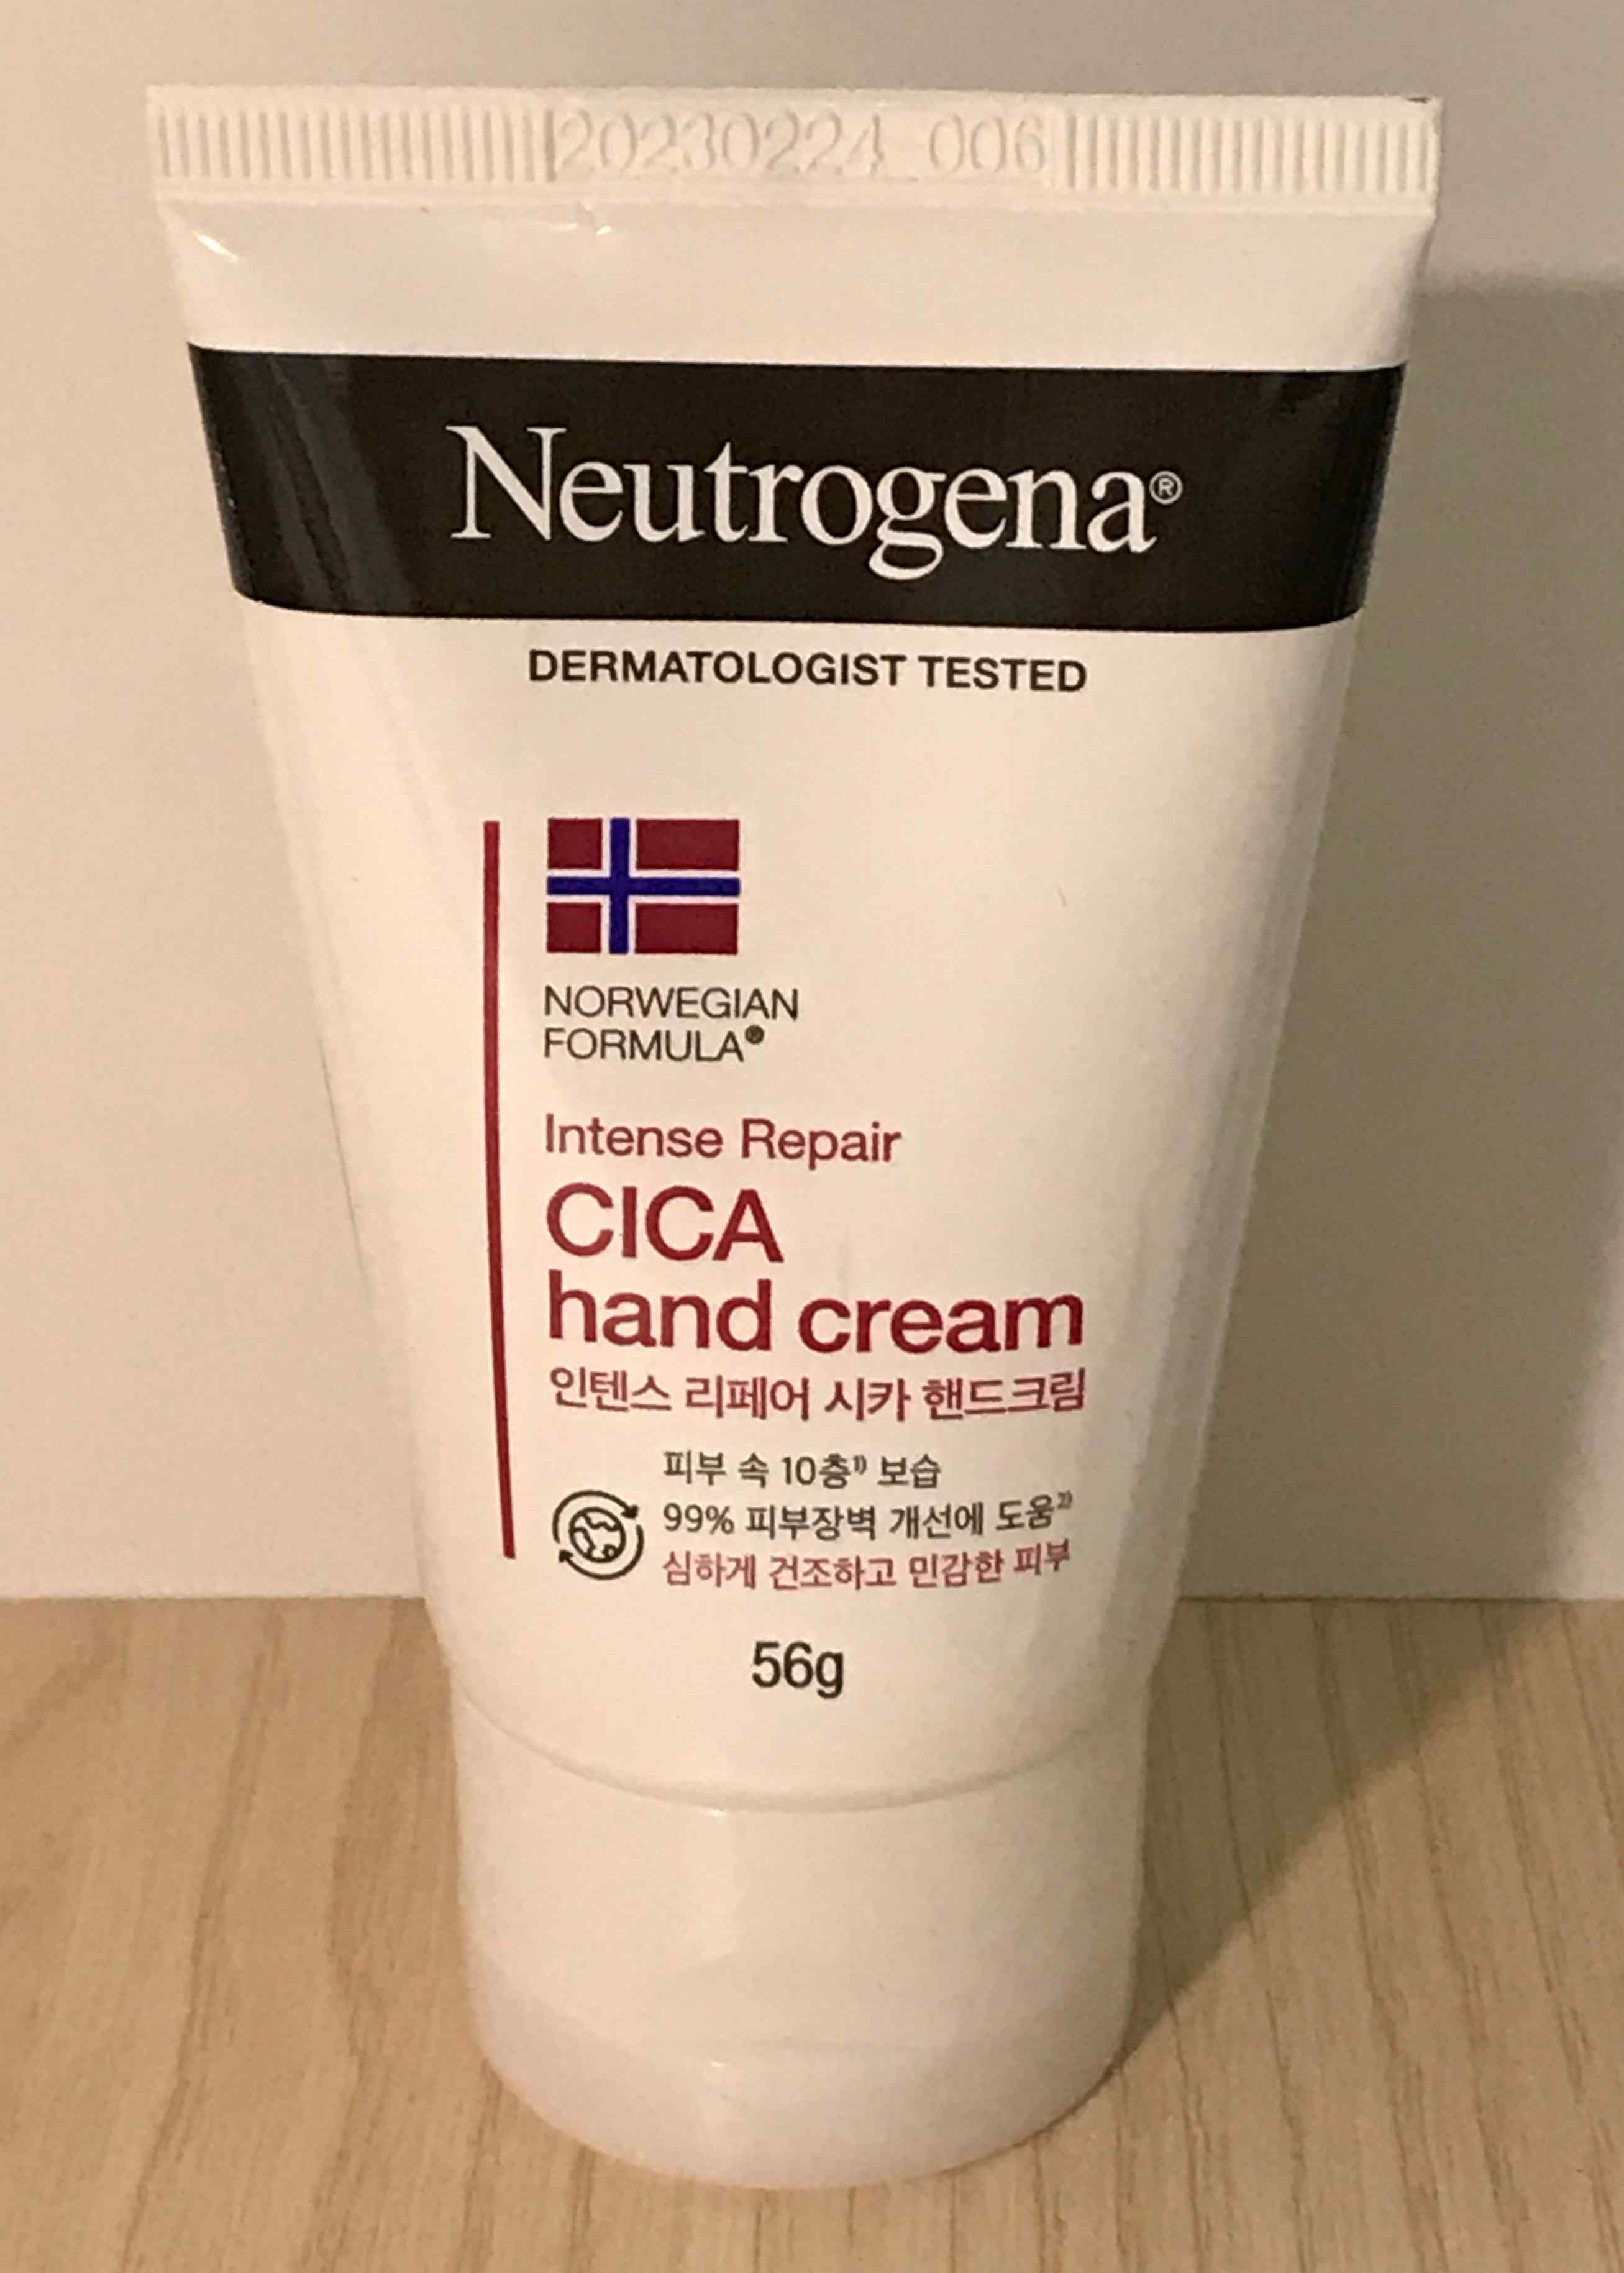 20230224 006
Neutrogena®
DERMATOLOGIST TESTED
NORWEGIAN
FORMULA®
Intense Repair
CICA
hand cream
인텐스 리페어 시카 핸드크림
피부 속 10층¹⁾ 보습
99% 피부장벽 개선에 도움²⁾
심하게 건조하고 민감한 피부
56g